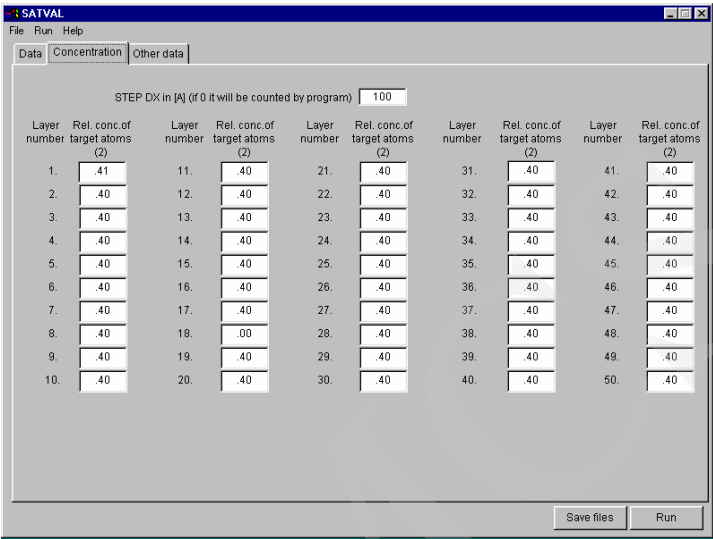 SATVAL
File Run Help
Data Concentration Other data
STEP DX in [A] (if 0 it will be counted by program) 100
Layer Rel. conc.of Layer Rel. conc.of Layer Rel. conc.of Layer Rel. conc.of Layer Rel. conc.of
number target atoms number target atoms number target atoms number target atoms number target atoms
(2) (2) (2) (2) (2)
1. .41 11. .40 21. .40 31. .40 41. .40
2. .40 12. .40 22. .40 32. .40 42. .40
3. .40 13. .40 23. .40 33. .40 43. .40
4. .40 14. .40 24. .40 34. .40 44. .40
5. .40 15. .40 25. .40 35. .40 45. .40
6. .40 16. .40 26. .40 36. .40 46. .40
7. .40 17. .40 27. .40 37. .40 47. .40
8. .40 18. .00 28. .40 38. .40 48. .40
9. .40 19. .40 29. .40 39. .40 49. .40
10. .40 20. .40 30. .40 40. .40 50. .40
Save files Run